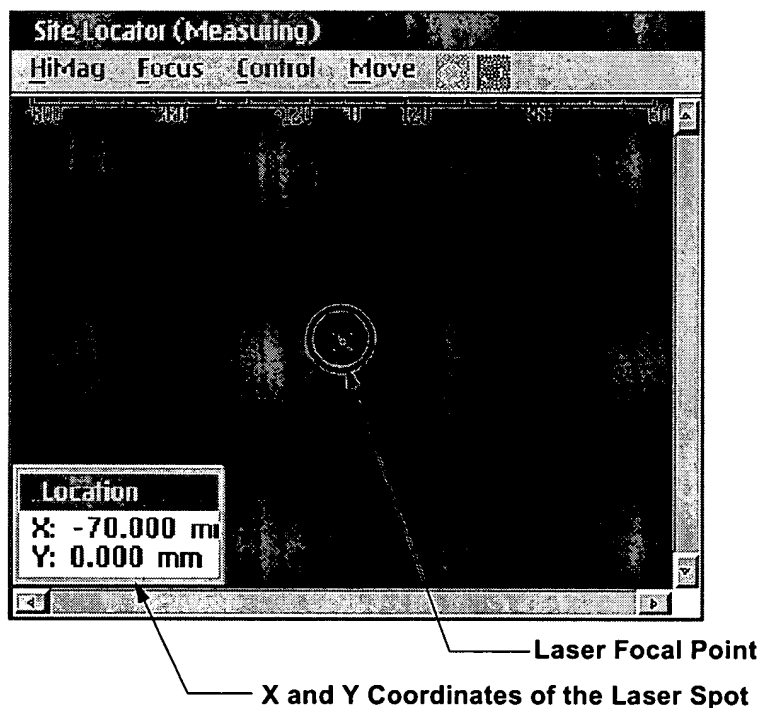 Site Locator (Measuring)
HiMag Focus Control Move
Location
X: -70.000 m
Y: 0.000 mm
Laser Focal Point
X and Y Coordinates of the Laser Spot